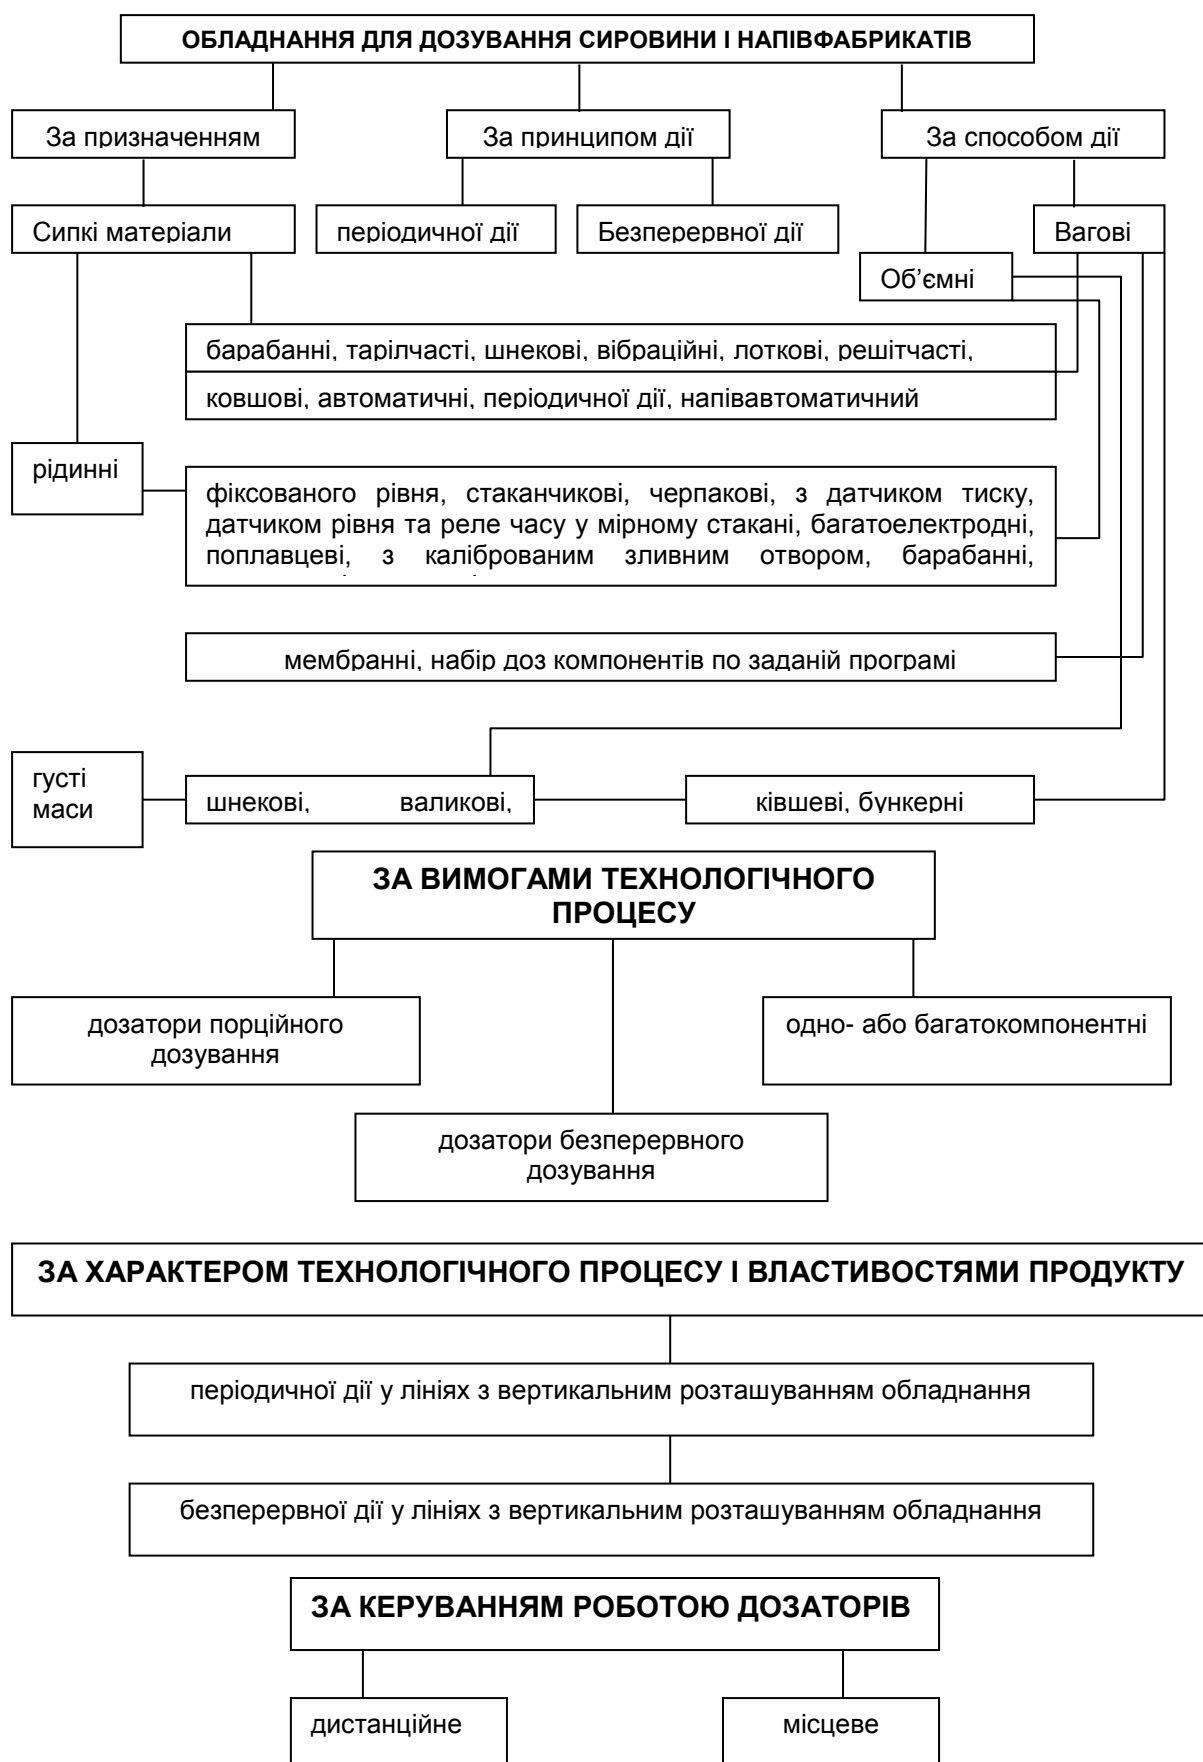 ОБЛАДНАННЯ ДЛЯ ДОЗУВАННЯ СИРОВИНИ І НАПІВФАБРИКАТІВ
За призначенням
За принципом дії
За способом дії
Сипкі матеріали
періодичної дії
Безперервної дії
Вагові
Об’ємні
барабанні, тарілчасті, шнекові, вібраційні, лоткові, решітчасті,
ковшові, автоматичні, періодичної дії, напівавтоматичний
рідинні
фіксованого рівня, стаканчикові, черпакові, з датчиком тиску,
датчиком рівня та реле часу у мірному стакані, багатоелектродні,
поплавцеві, з каліброваним зливним отвором, барабанні,
мембранні, набір доз компонентів по заданій програмі
густі
маси
шнекові, валикові,
ківшеві, бункерні
ЗА ВИМОГАМИ ТЕХНОЛОГІЧНОГО
ПРОЦЕСУ
дозатори порційного
дозування
одно- або багатокомпонентні
дозатори безперервного
дозування
ЗА ХАРАКТЕРОМ ТЕХНОЛОГІЧНОГО ПРОЦЕСУ І ВЛАСТИВОСТЯМИ ПРОДУКТУ
періодичної дії у лініях з вертикальним розташуванням обладнання
безперервної дії у лініях з вертикальним розташуванням обладнання
ЗА КЕРУВАННЯМ РОБОТОЮ ДОЗАТОРІВ
дистанційне
місцеве